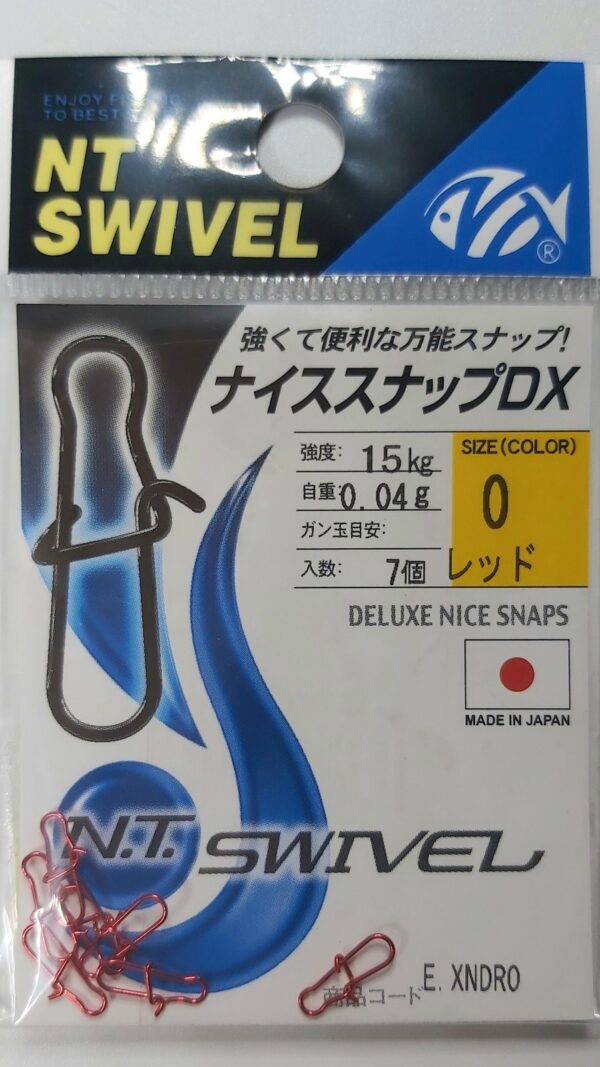 ENJOY FISHING
TO BEST
NT
SWIVEL
®
強くて便利な万能スナップ!
ナイススナップDX
強度: 15kg
自重: 0.04g
ガン玉目安:
入数: 7個
SIZE(COLOR)
0
レッド
DELUXE NICE SNAPS
MADE IN JAPAN
N.T. SWIVEL
商品コード E. XNDRO